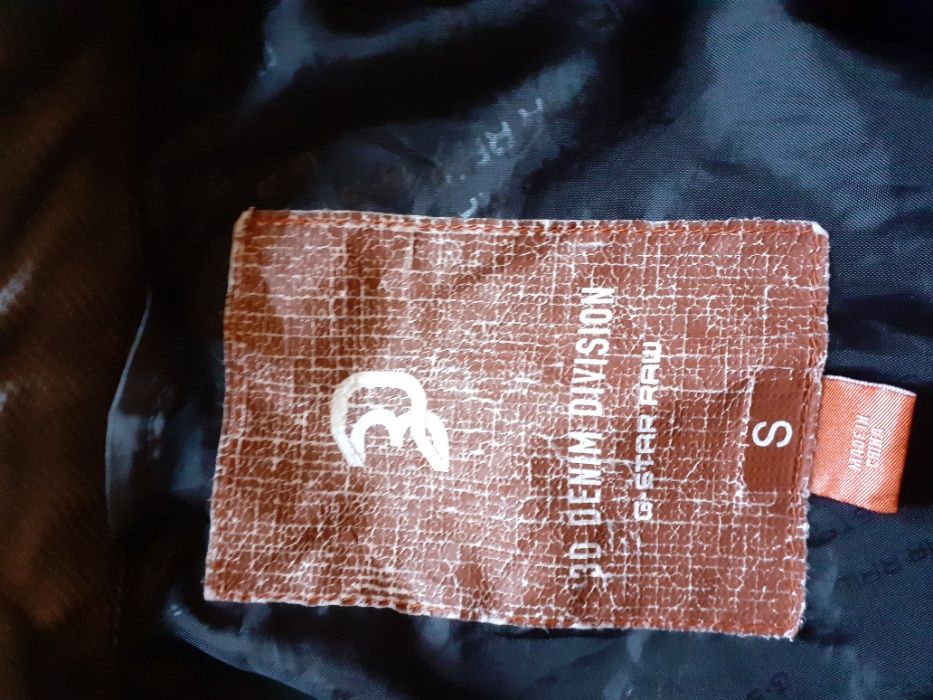 3D
3D DENIM DIVISION
G-STAR RAW
S
MADE IN
CHINA